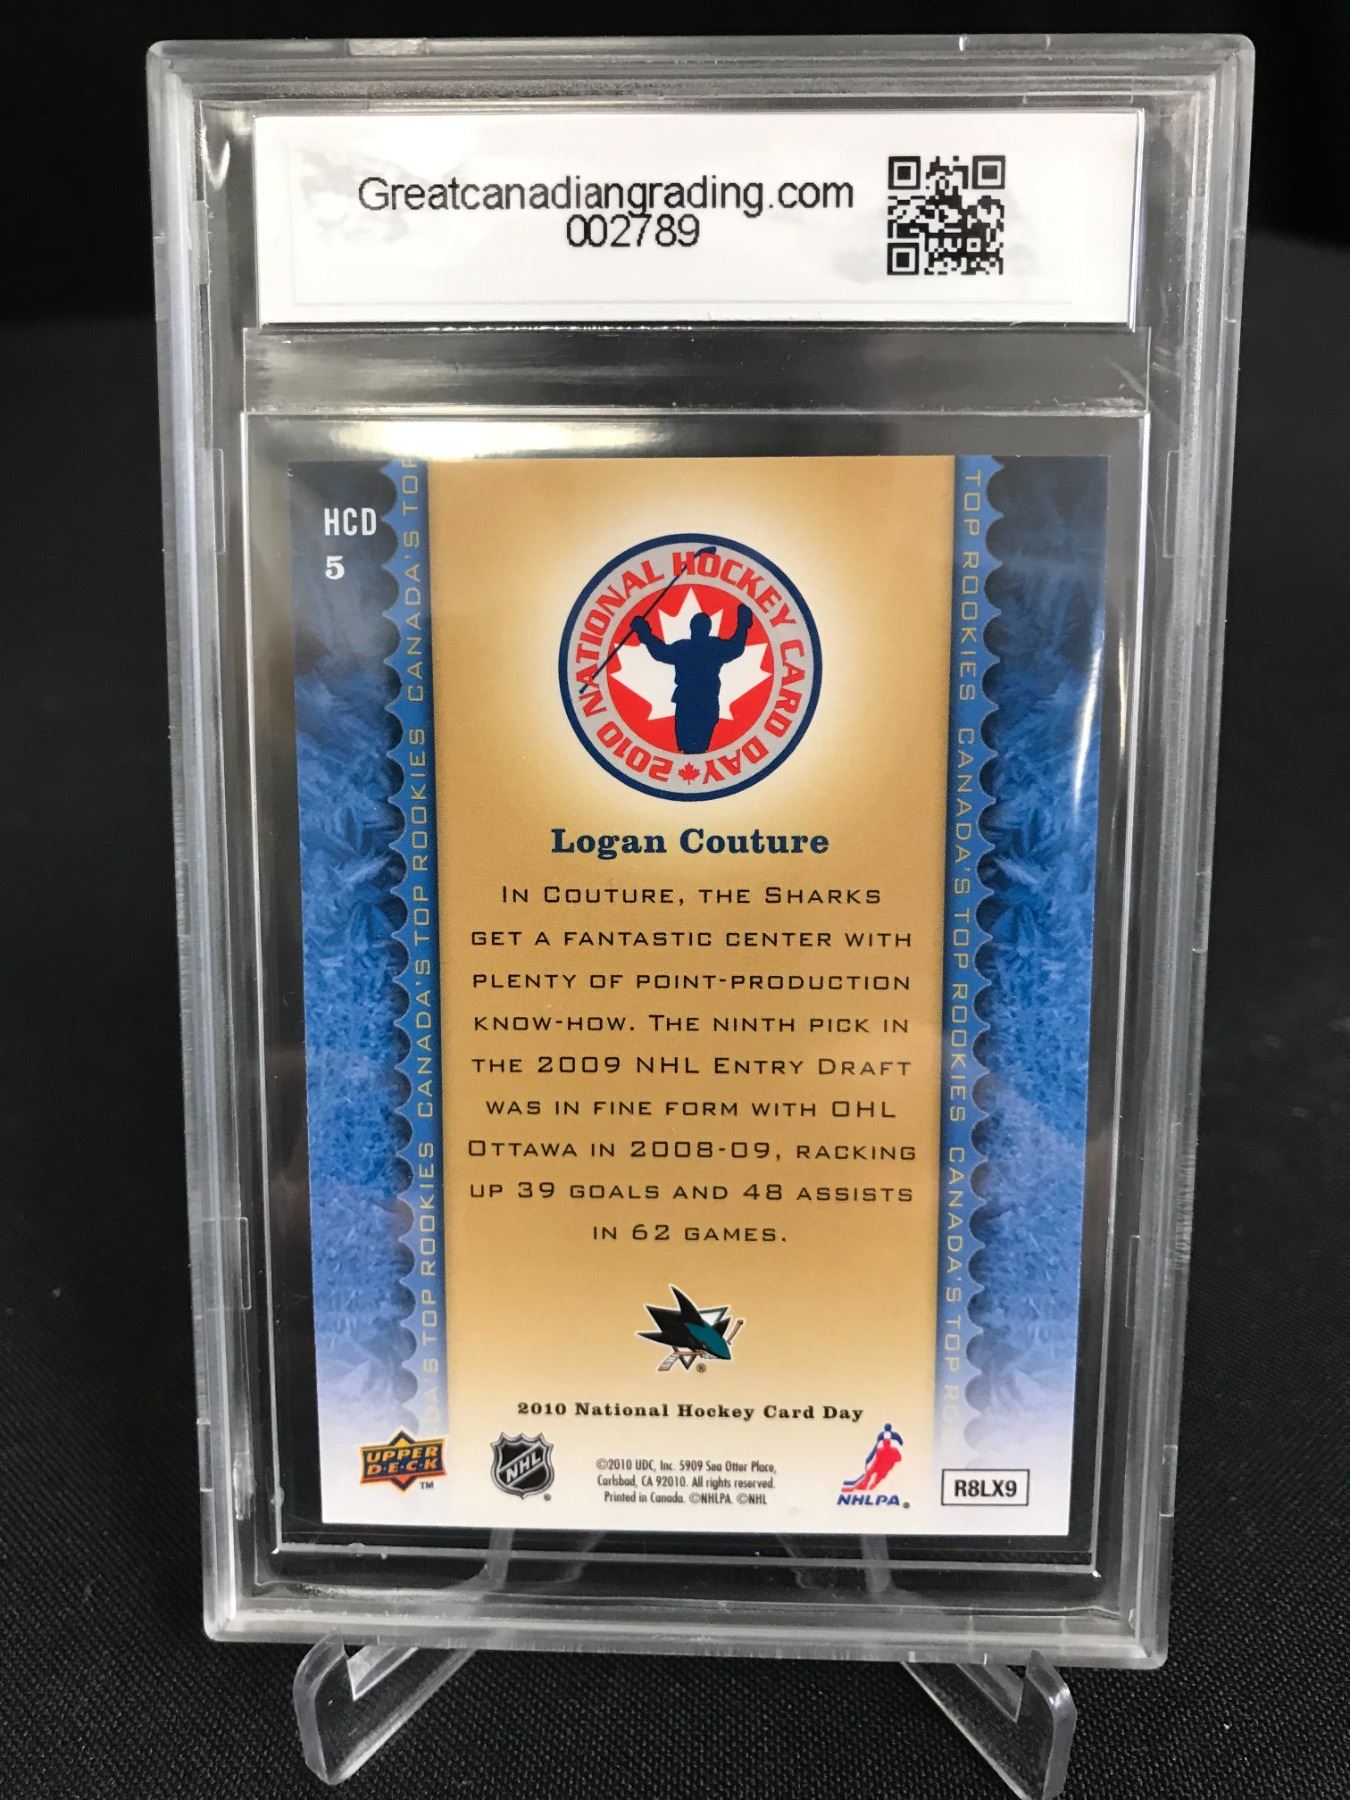 Greatcanadiangrading.com
002789
HCD
5
2010 NATIONAL HOCKEY CARD DAY
Logan Couture
IN COUTURE, THE SHARKS
GET A FANTASTIC CENTER WITH
PLENTY OF POINT-PRODUCTION
KNOW-HOW. THE NINTH PICK IN
THE 2009 NHL ENTRY DRAFT
WAS IN FINE FORM WITH OHL
OTTAWA IN 2008-09, RACKING
UP 39 GOALS AND 48 ASSISTS
IN 62 GAMES.
®
2010 National Hockey Card Day
UPPER
D·E·C·K
TM
NHL
®
©2010 UDC, Inc. 5909 Sea Otter Place,
Carlsbad, CA 92010. All rights reserved.
Printed in Canada. ©NHLPA. ©NHL
NHLPA®
R8LX9
DA'S TOP ROOKIES CANADA'S TOP ROOKIES CANADA'S TOP
TOP ROOKIES CANADA'S TOP ROOKIES CANADA'S TOP RO